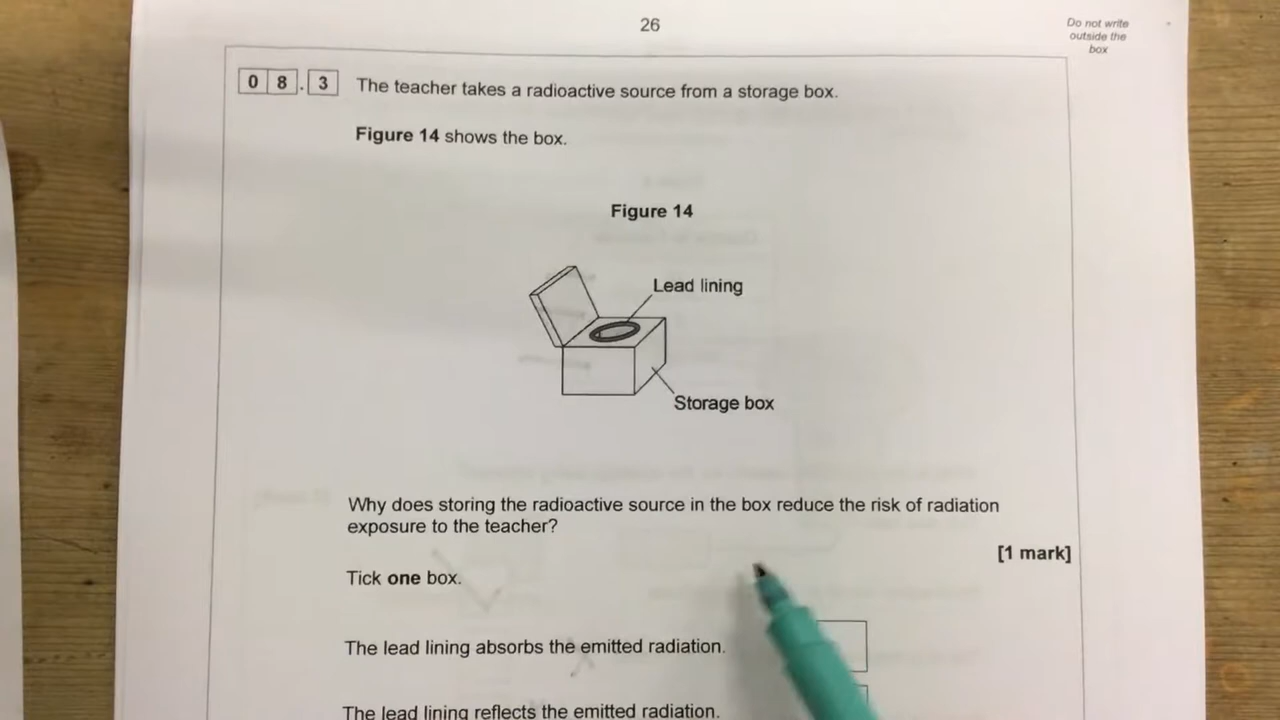 26
Do not write
outside the
box
0 8 . 3 The teacher takes a radioactive source from a storage box.
Figure 14 shows the box.
Figure 14
Lead lining
Storage box
Why does storing the radioactive source in the box reduce the risk of radiation
exposure to the teacher?
[1 mark]
Tick one box.
The lead lining absorbs the emitted radiation.
The lead lining reflects the emitted radiation.